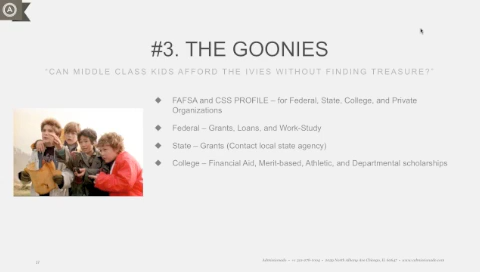 A
#3. THE GOONIES
"CAN MIDDLE CLASS KIDS AFFORD THE IVIES WITHOUT FINDING TREASURE?"
FAFSA and CSS PROFILE – for Federal, State, College, and Private
Organizations
Federal – Grants, Loans, and Work-Study
State – Grants (Contact local state agency)
College – Financial Aid, Merit-based, Athletic, and Departmental scholarships